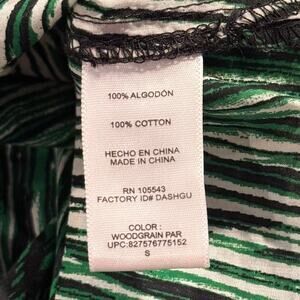 100% ALGODÓN
100% COTTON
HECHO EN CHINA
MADE IN CHINA
RN 105543
FACTORY ID# DASHGU
COLOR :
WOODGRAIN PAR
UPC:827576775152
S